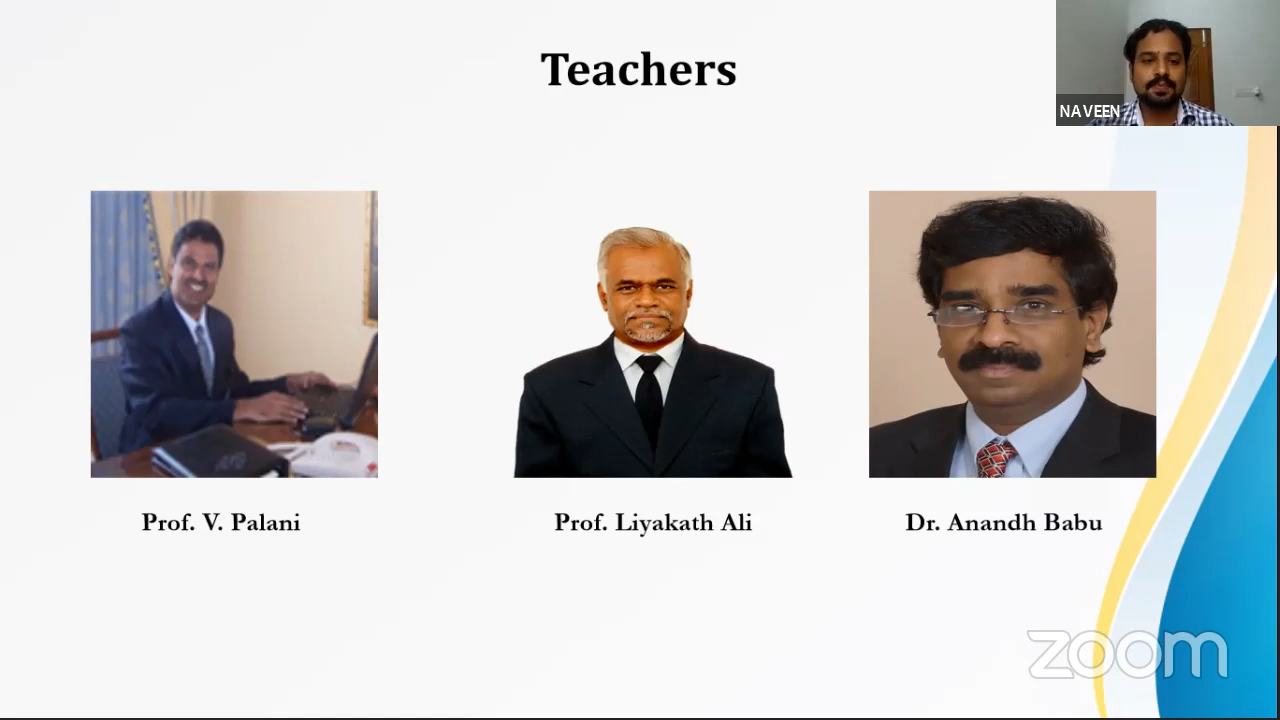 Teachers
NAVEEN
Prof. V. Palani
Prof. Liyakath Ali
Dr. Anandh Babu
zoom